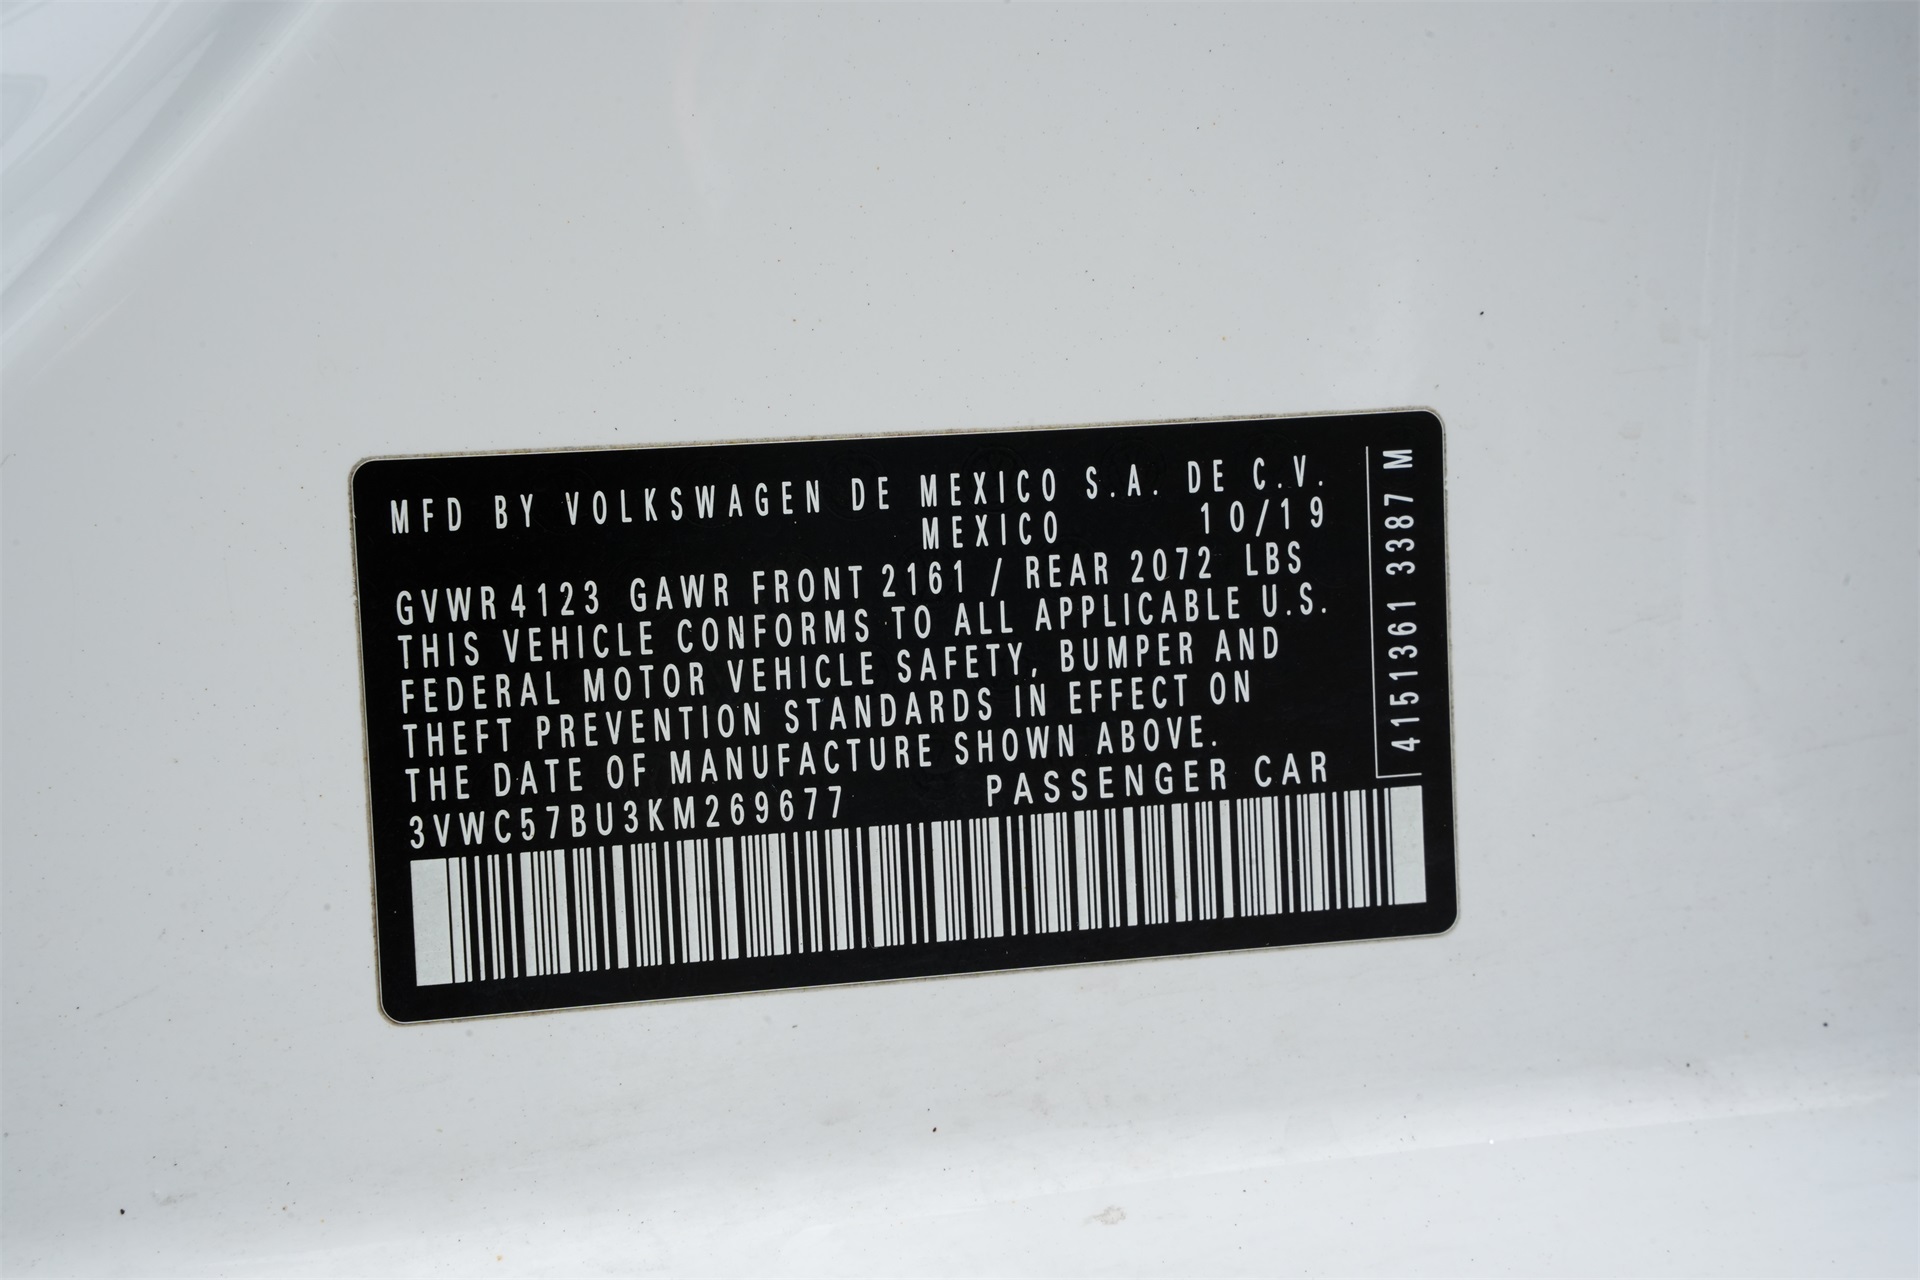 MFD BY VOLKSWAGEN DE MEXICO S.A. DE C.V.
MEXICO 10/19
GVWR 4123 GAWR FRONT 2161 / REAR 2072 LBS
THIS VEHICLE CONFORMS TO ALL APPLICABLE U.S.
FEDERAL MOTOR VEHICLE SAFETY, BUMPER AND
THEFT PREVENTION STANDARDS IN EFFECT ON
THE DATE OF MANUFACTURE SHOWN ABOVE.
3VWC57BU3KM269677 PASSENGER CAR
4151361 3387 M